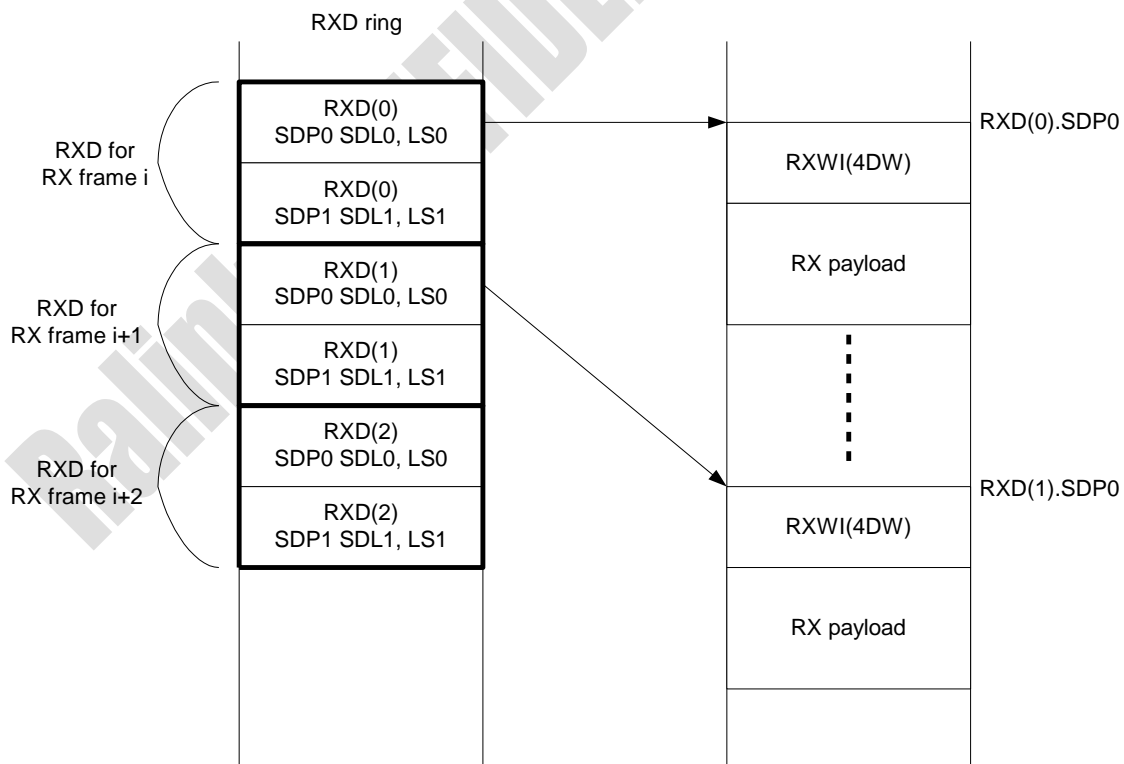 RXD ring
RXD for
RX frame i
RXD(0)
SDP0 SDL0, LS0
RXD(0)
SDP1 SDL1, LS1
RXD for
RX frame i+1
RXD(1)
SDP0 SDL0, LS0
RXD(1)
SDP1 SDL1, LS1
RXD for
RX frame i+2
RXD(2)
SDP0 SDL0, LS0
RXD(2)
SDP1 SDL1, LS1
RXD(0).SDP0
RXWI(4DW)
RX payload
RXD(1).SDP0
RXWI(4DW)
RX payload
Ralink